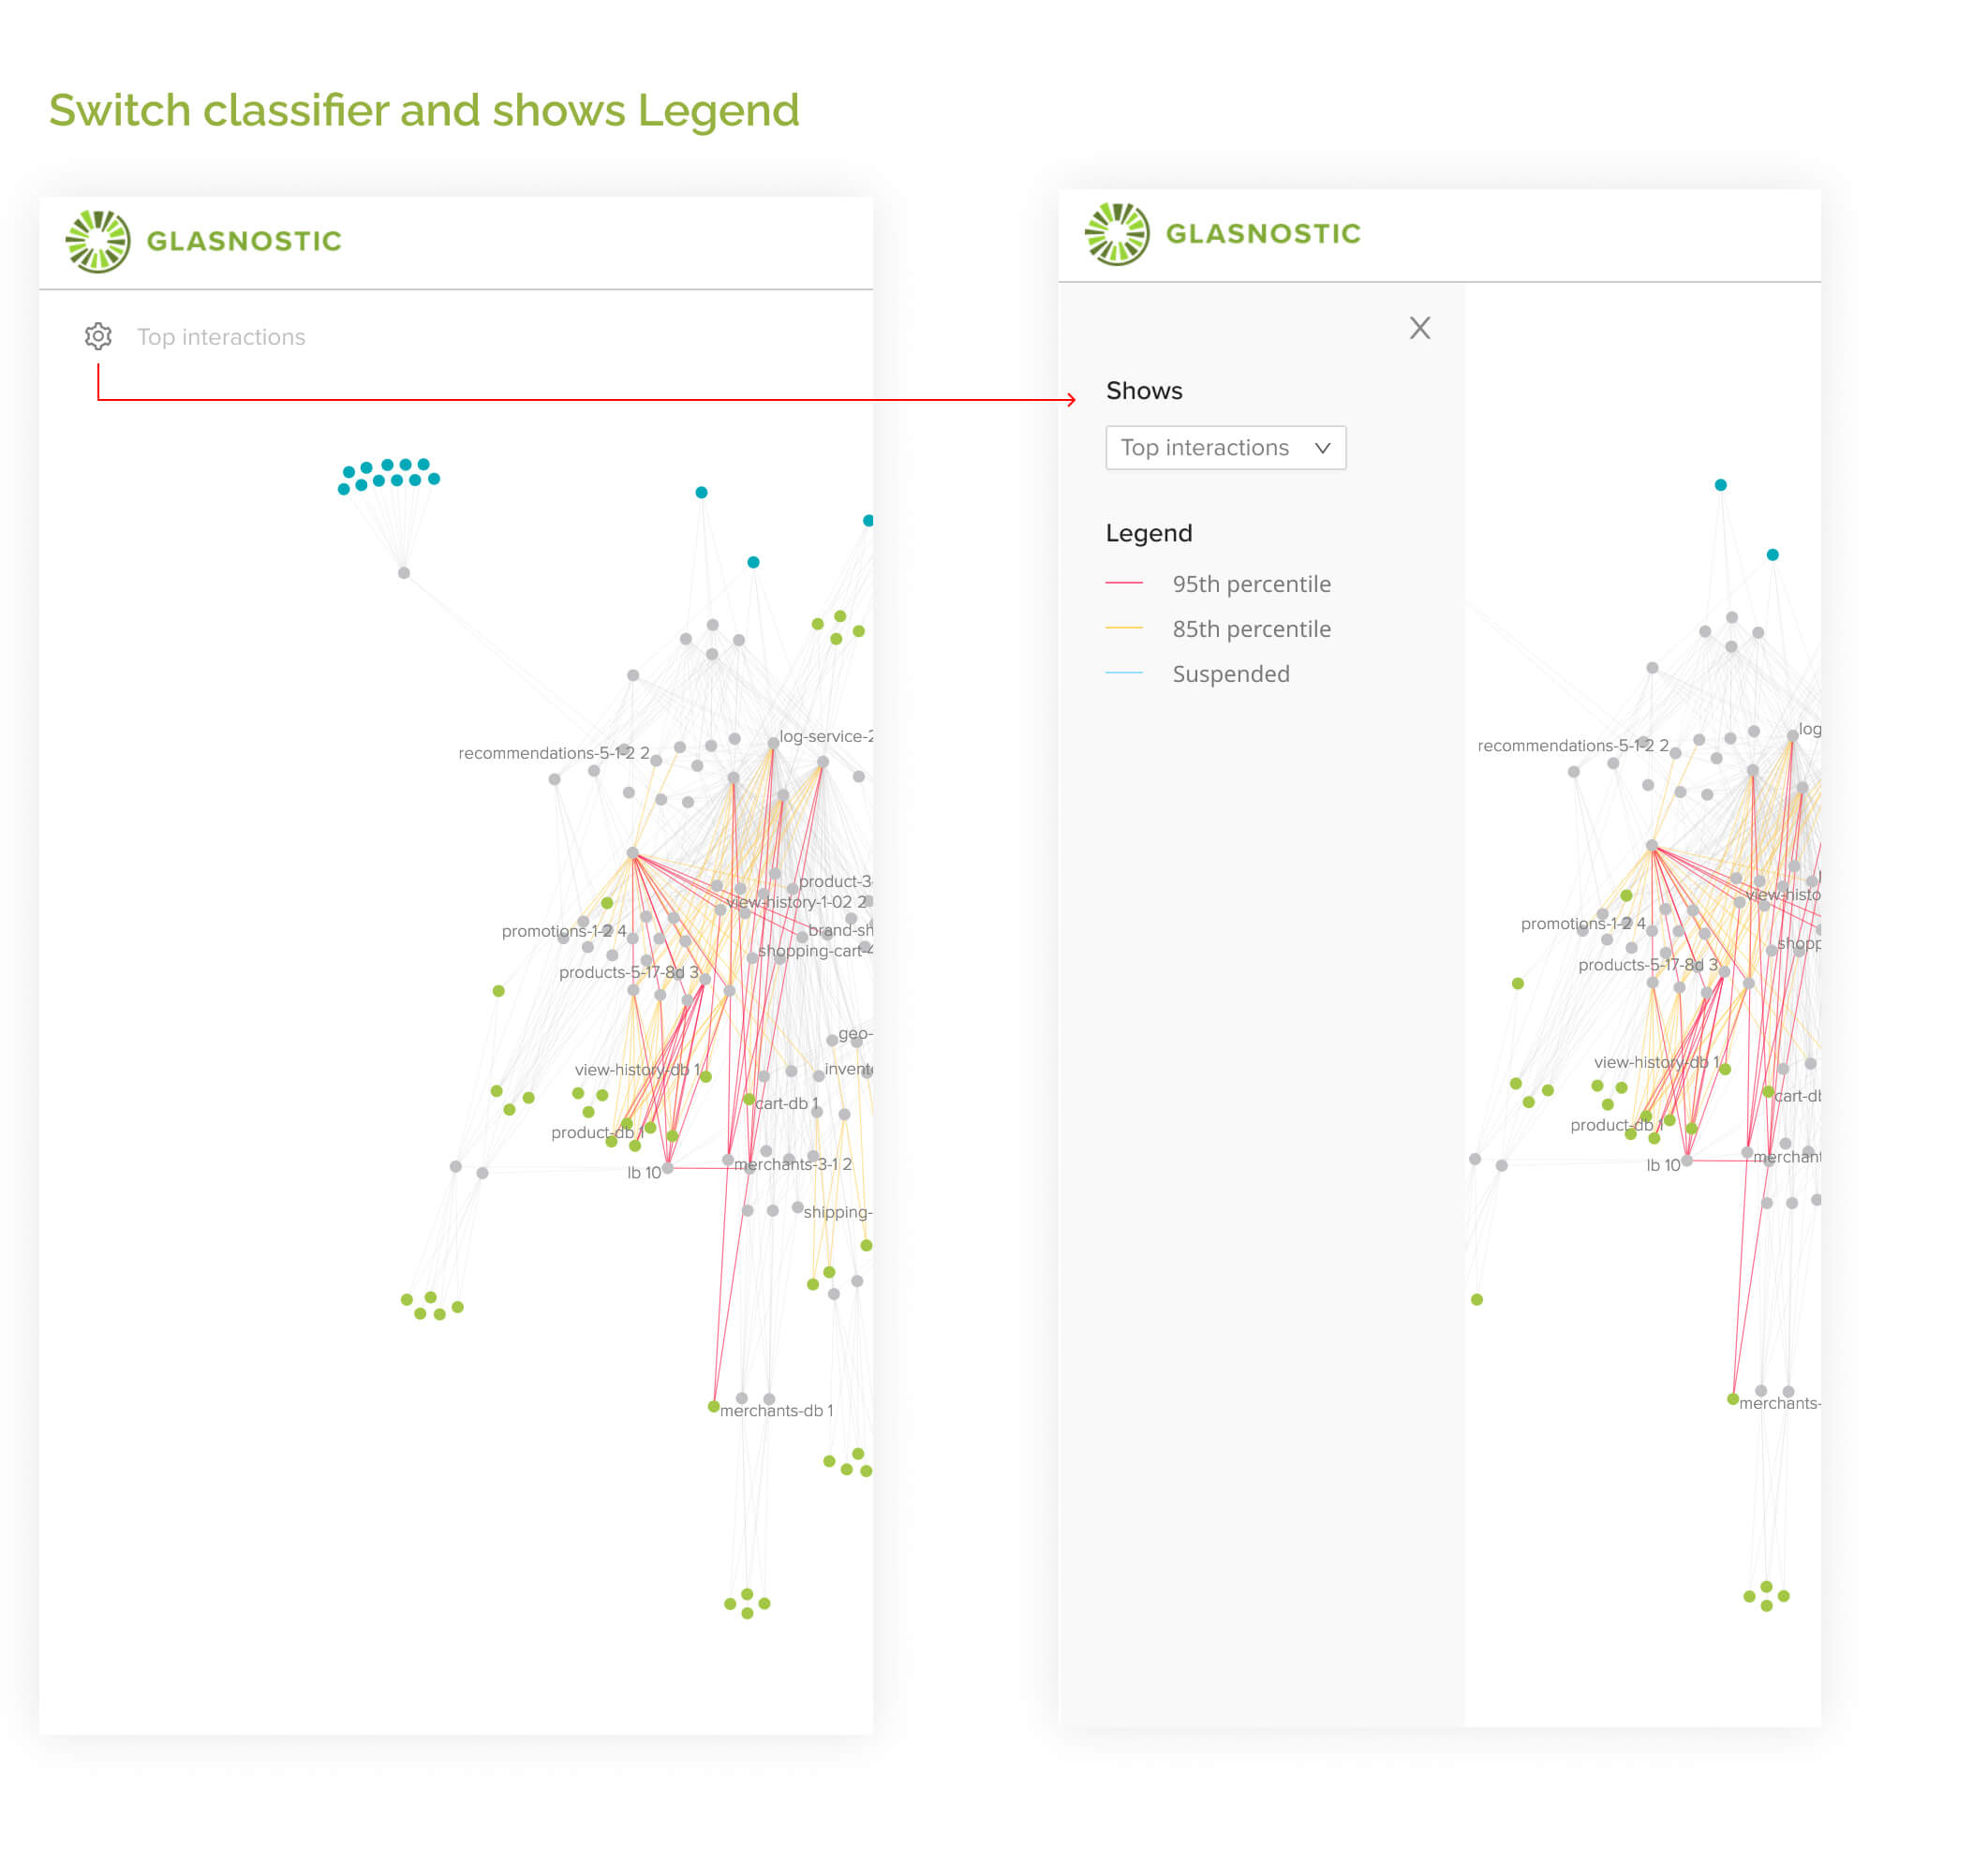 Switch classifier and shows Legend
GLASNOSTIC
Top interactions
log-service-2
recommendations-5-1-2 2
product-3-
view-history-1-02 2
promotions-1-2 4
brand-sh
shopping-cart-4
products-5-17-8d 3
geo-
view-history-db 1
invento
cart-db 1
product-db 1
merchants-3-1 2
lb 10
shipping-
merchants-db 1
GLASNOSTIC
X
Shows
Top interactions
Legend
95th percentile
85th percentile
Suspended
log
recommendations-5-1-2 2
view-histo
promotions-1-2 4
shopp
products-5-17-8d 3
view-history-db 1
cart-db
product-db 1
merchant
lb 10
merchants-